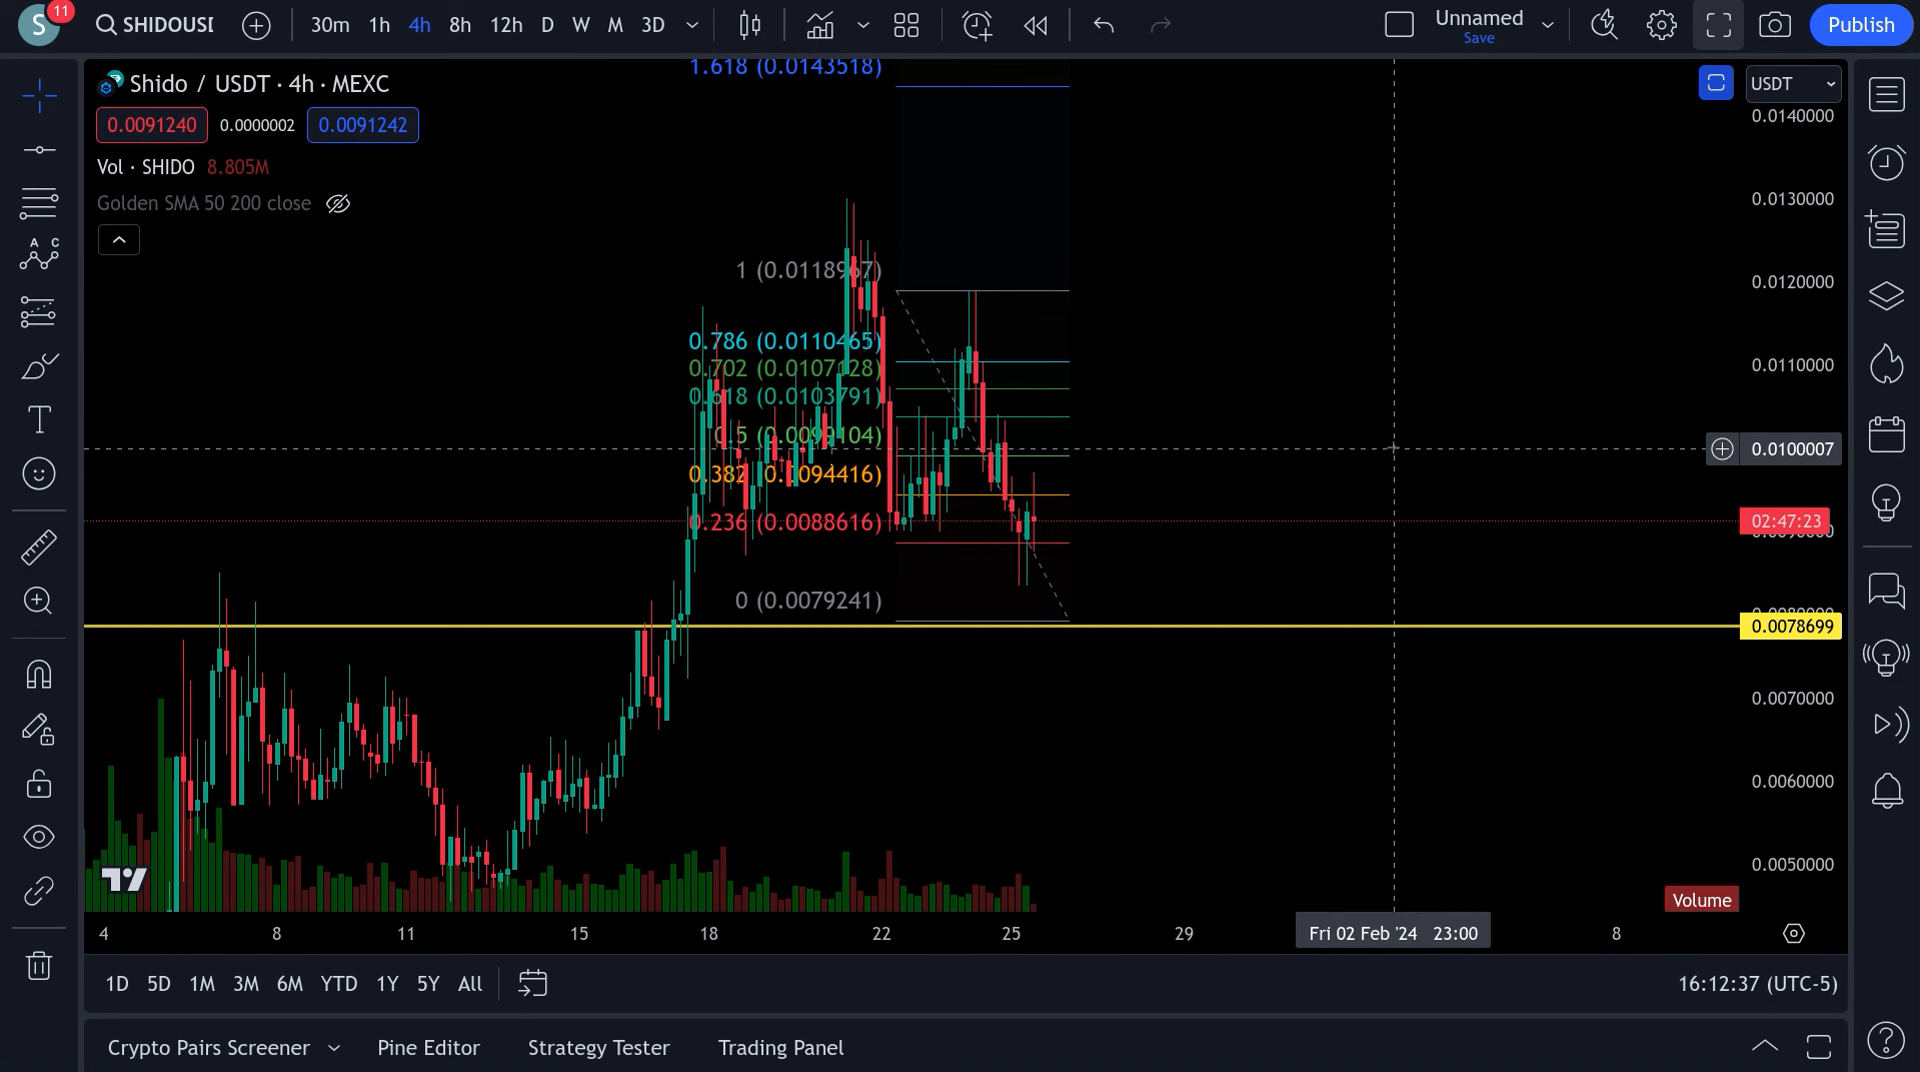 S
11
SHIDOUSI
30m 1h 4h 8h 12h D W M 3D
Unnamed
Save
Publish
Shido / USDT · 4h · MEXC
0.0091240 0.0000002 0.0091242
Vol · SHIDO 8.805M
Golden SMA 50 200 close
USDT
1.618 (0.0143518)
1 (0.0118967)
0.786 (0.0110465)
0.702 (0.0107128)
0.618 (0.0103791)
0.5 (0.0099104)
0.382 (0.0094416)
0.236 (0.0088616)
0 (0.0079241)
0.0140000
0.0130000
0.0120000
0.0110000
0.0100007
02:47:23
0.0090000
0.0080000
0.0078699
0.0070000
0.0060000
0.0050000
Volume
4 8 11 15 18 22 25 29 Fri 02 Feb '24 23:00 8
1D 5D 1M 3M 6M YTD 1Y 5Y All
16:12:37 (UTC-5)
Crypto Pairs Screener Pine Editor Strategy Tester Trading Panel